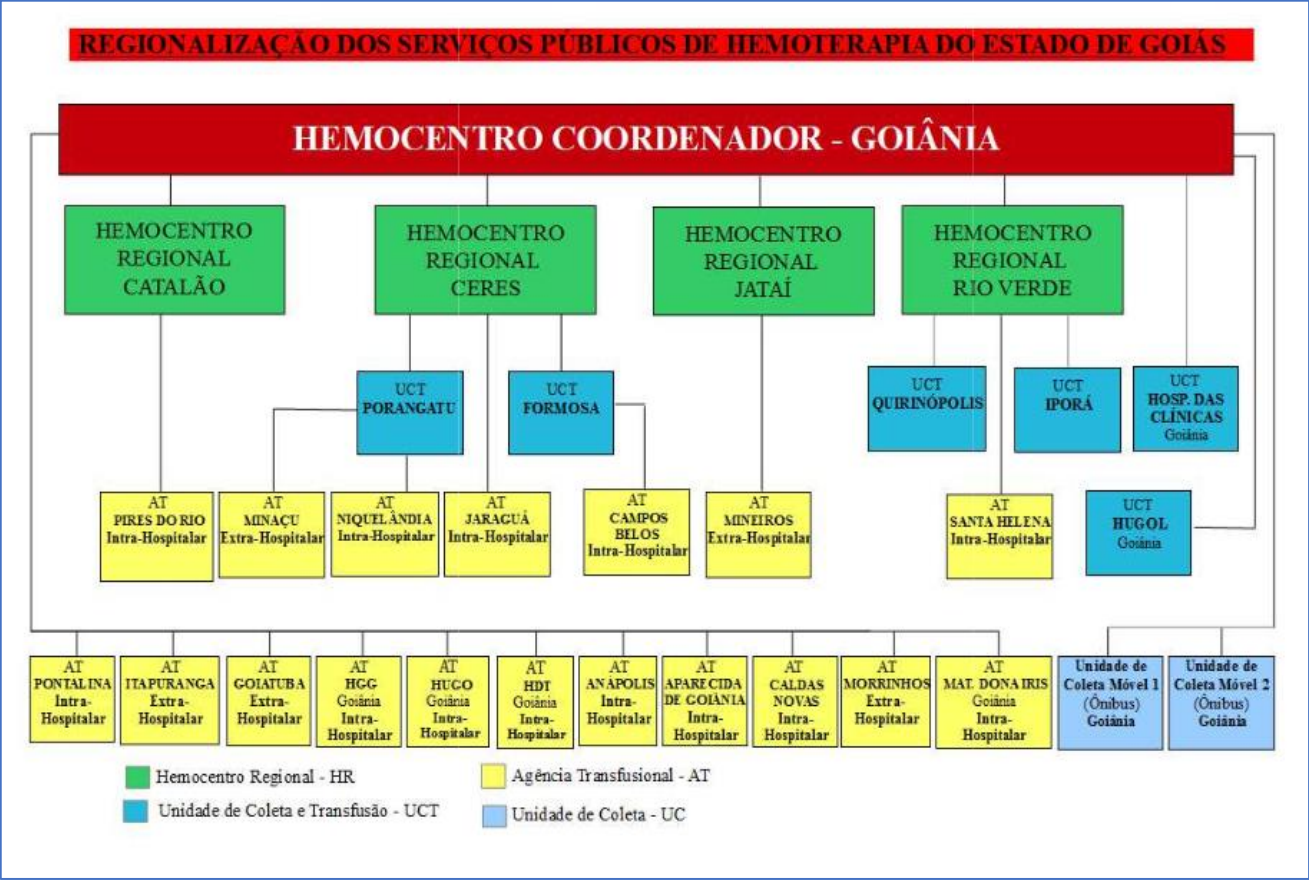 REGIONALIZAÇÃO DOS SERVIÇOS PÚBLICOS DE HEMOTERAPIA DO ESTADO DE GOIÁS
HEMOCENTRO COORDENADOR - GOIÂNIA
HEMOCENTRO
REGIONAL
CATALÃO
HEMOCENTRO
REGIONAL
CERES
HEMOCENTRO
REGIONAL
JATAÍ
HEMOCENTRO
REGIONAL
RIO VERDE
UCT
PORANGATU
UCT
FORMOSA
UCT
QUIRINÓPOLIS
UCT
IPORÁ
UCT
HOSP. DAS
CLÍNICAS
Goiânia
AT
PIRES DO RIO
Intra-Hospitalar
AT
MINAÇU
Extra-Hospitalar
AT
NIQUELÂNDIA
Intra-Hospitalar
AT
JARAGUÁ
Intra-Hospitalar
AT
CAMPOS
BELOS
Intra-Hospitalar
AT
MINEIROS
Extra-Hospitalar
AT
SANTA HELENA
Intra-Hospitalar
UCT
HUGOL
Goiânia
AT
PONTALINA
Intra-
Hospitalar
AT
ITAPURANGA
Extra-
Hospitalar
AT
GOIATUBA
Extra-
Hospitalar
AT
HGG
Goiânia
Intra-
Hospitalar
AT
HUGO
Goiânia
Intra-
Hospitalar
AT
HDT
Goiânia
Intra-
Hospitalar
AT
ANÁPOLIS
Intra-
Hospitalar
AT
APARECIDA
DE GOIÂNIA
Intra-
Hospitalar
AT
CALDAS
NOVAS
Intra-
Hospitalar
AT
MORRINHOS
Extra-
Hospitalar
AT
MAT. DONA IRIS
Goiânia
Intra-
Hospitalar
Unidade de
Coleta Móvel 1
(Ônibus)
Goiânia
Unidade de
Coleta Móvel 2
(Ônibus)
Goiânia
Hemocentro Regional - HR
Agência Transfusional - AT
Unidade de Coleta e Transfusão - UCT
Unidade de Coleta - UC